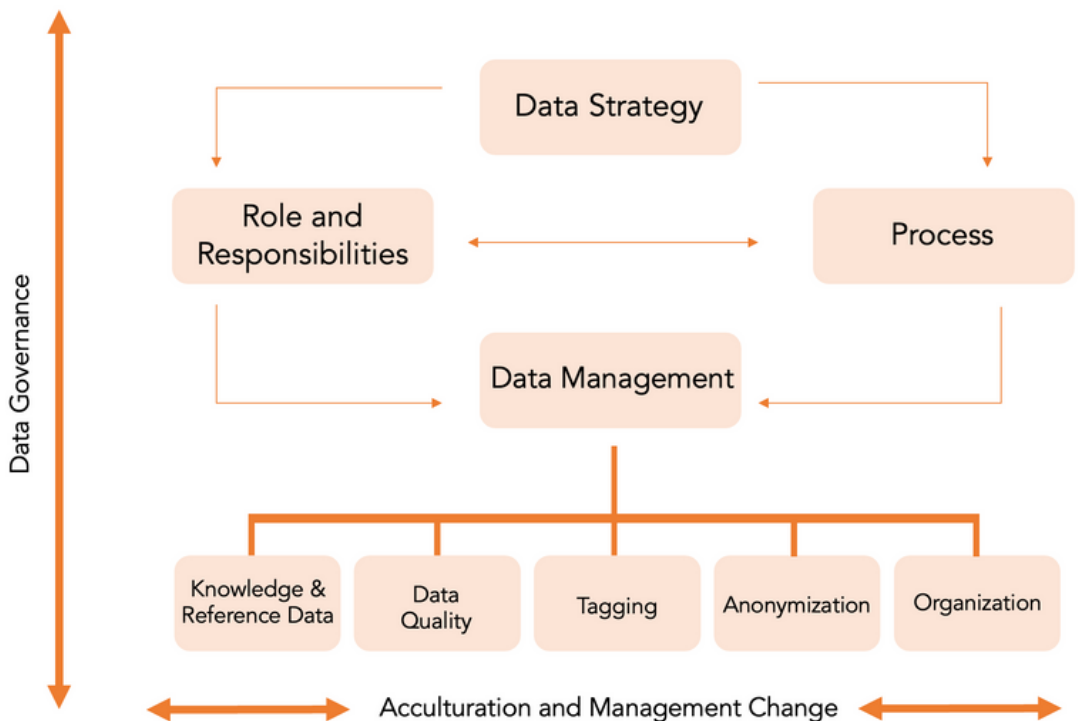 Data Strategy
Role and
Responsibilities
Process
Data Management
Data Governance
Knowledge &
Reference Data
Data
Quality
Tagging
Anonymization
Organization
Acculturation and Management Change